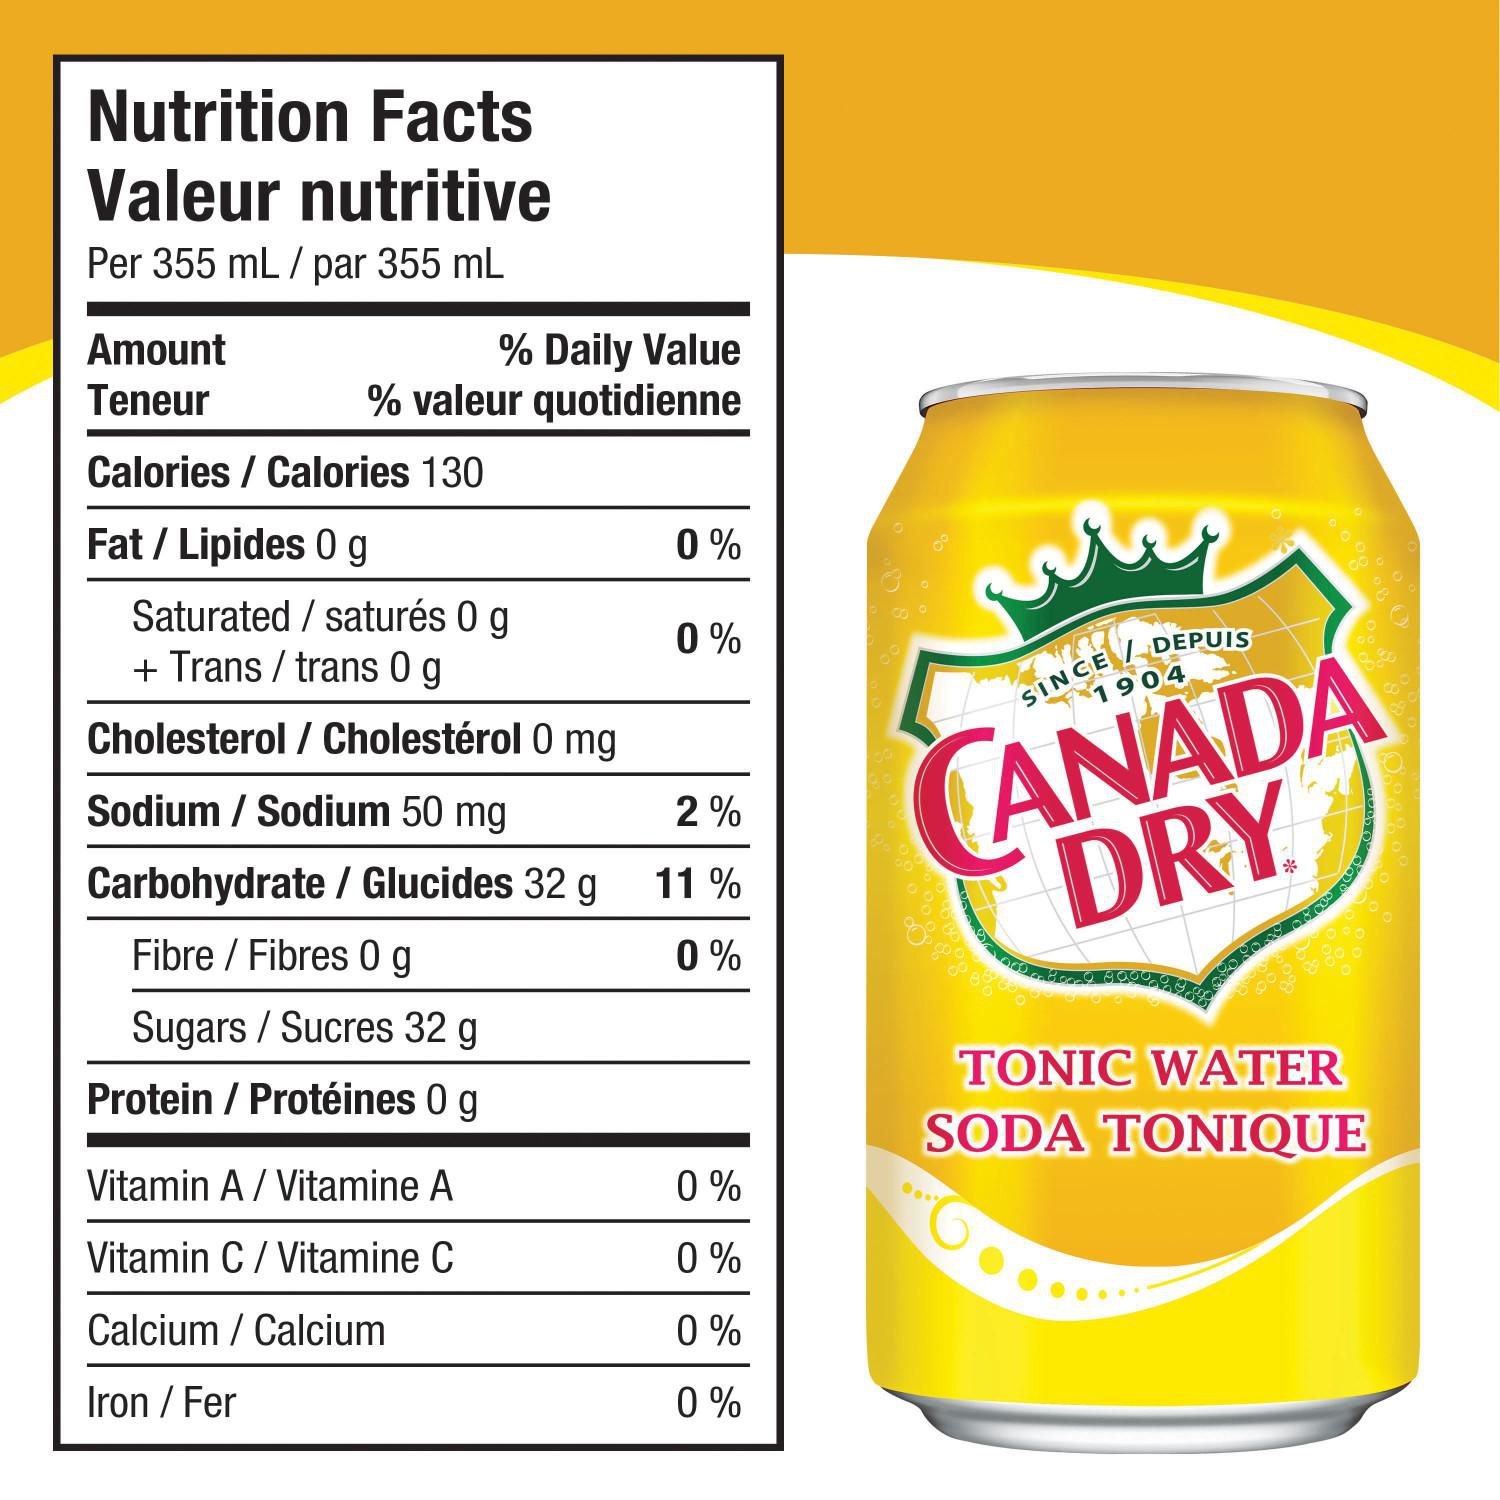 Nutrition Facts
Valeur nutritive
Per 355 mL / par 355 mL
Amount % Daily Value
Teneur % valeur quotidienne
Calories / Calories 130
Fat / Lipides 0 g 0 %
Saturated / saturés 0 g
+ Trans / trans 0 g 0 %
Cholesterol / Cholestérol 0 mg
Sodium / Sodium 50 mg 2 %
Carbohydrate / Glucides 32 g 11 %
Fibre / Fibres 0 g 0 %
Sugars / Sucres 32 g
Protein / Protéines 0 g
Vitamin A / Vitamine A 0 %
Vitamin C / Vitamine C 0 %
Calcium / Calcium 0 %
Iron / Fer 0 %
SINCE / DEPUIS
1904
CANADA
DRY*
TONIC WATER
SODA TONIQUE